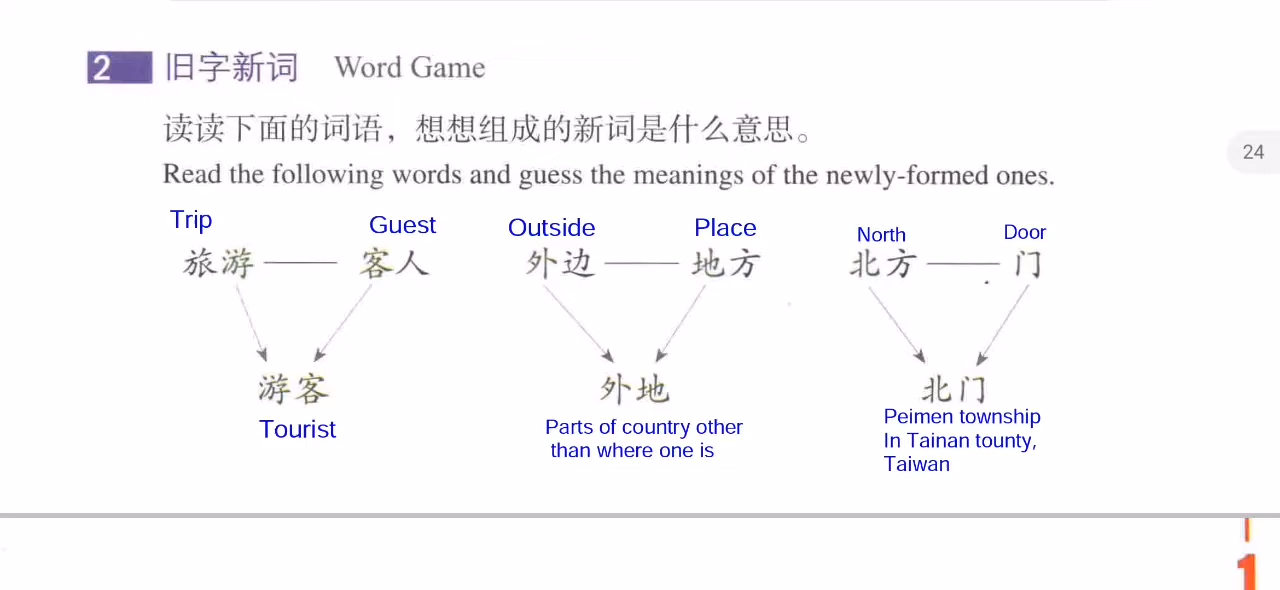 2 旧字新词 Word Game
读读下面的词语，想想组成的新词是什么意思。
Read the following words and guess the meanings of the newly-formed ones.
24
Trip Guest Outside Place North Door
旅游 客人 外边 地方 北方 门
游客 外地 北门
Tourist
Parts of country other
than where one is
Peimen township
In Tainan tounty,
Taiwan
1